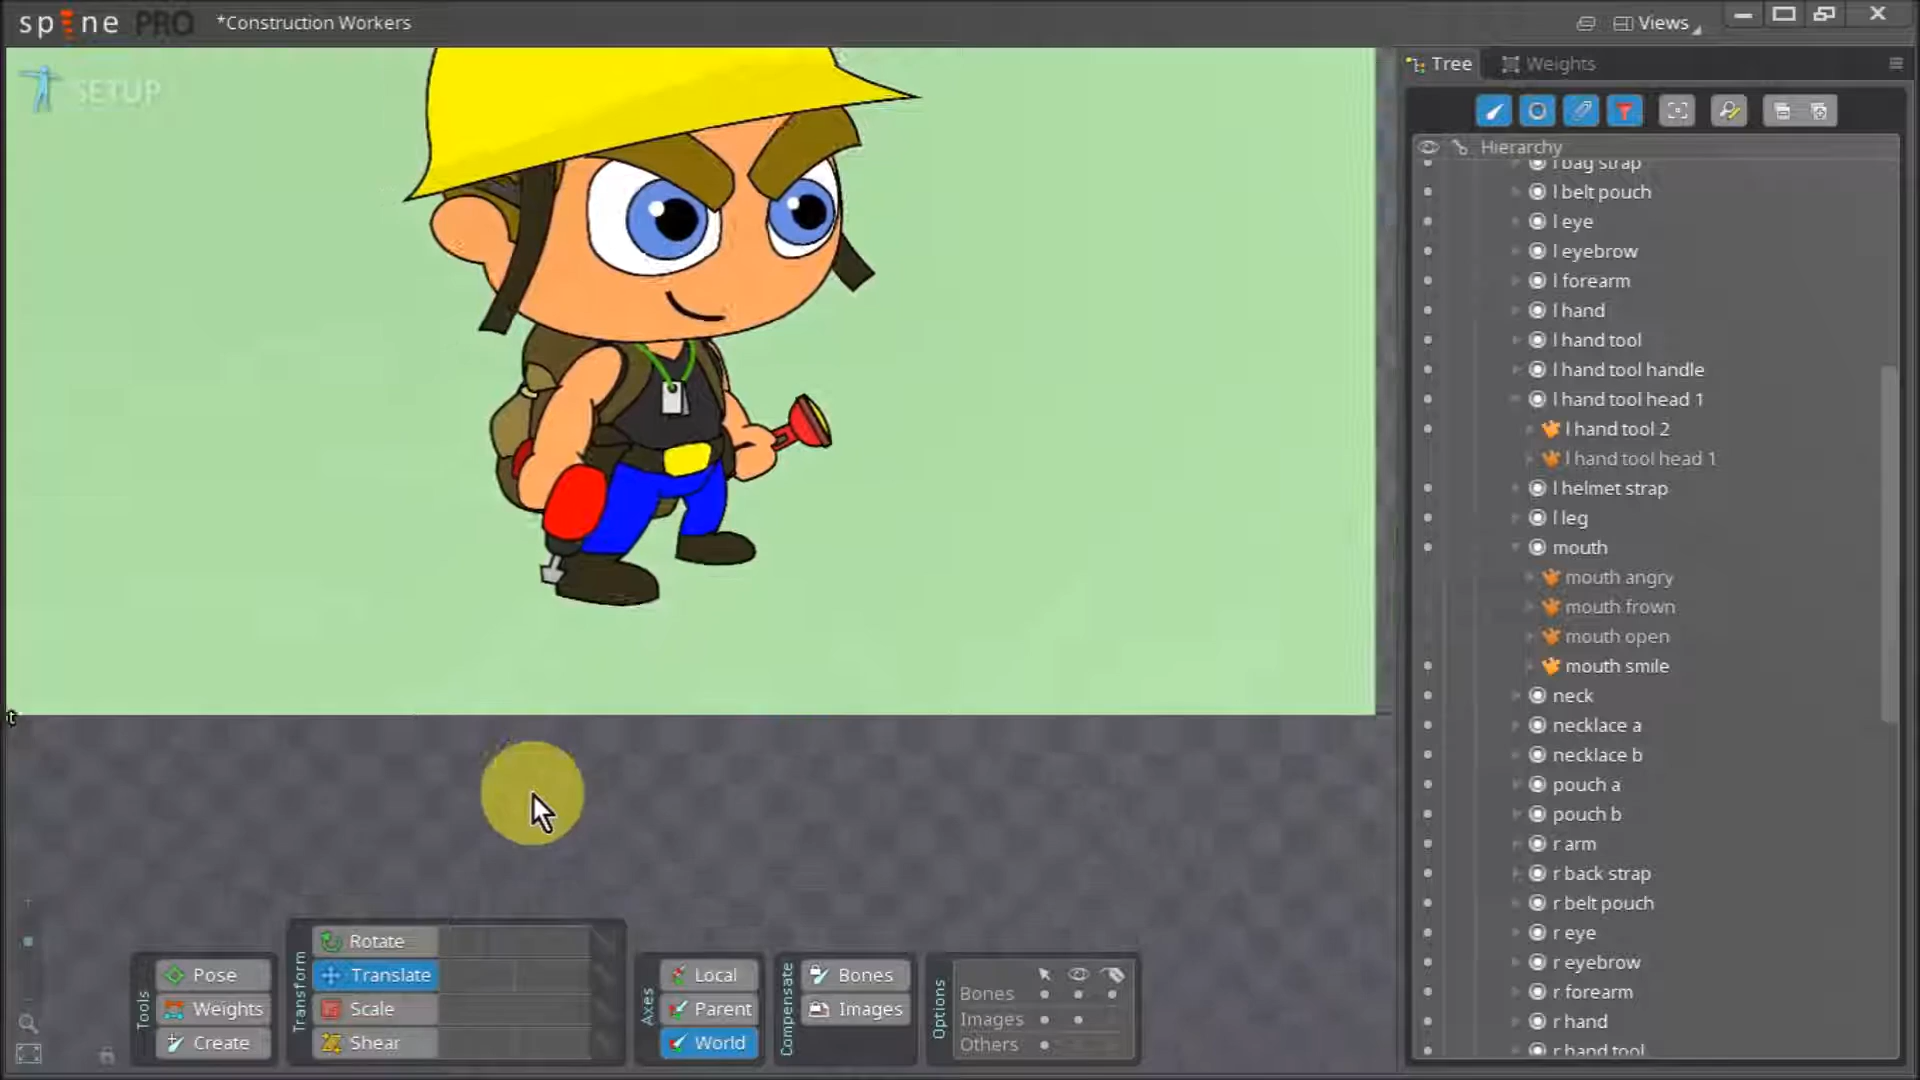 spine PRO
*Construction Workers
Views
SETUP
Tree
Weights
Hierarchy
l bag strap
l belt pouch
l eye
l eyebrow
l forearm
l hand
l hand tool
l hand tool handle
l hand tool head 1
l hand tool 2
l hand tool head 1
l helmet strap
l leg
mouth
mouth angry
mouth frown
mouth open
mouth smile
neck
necklace a
necklace b
pouch a
pouch b
r arm
r back strap
r belt pouch
r eye
r eyebrow
r forearm
r hand
r hand tool
Tools
Pose
Weights
Create
Transform
Rotate
Translate
Scale
Shear
Axes
Local
Parent
World
Compensate
Bones
Images
Options
Bones
Images
Others